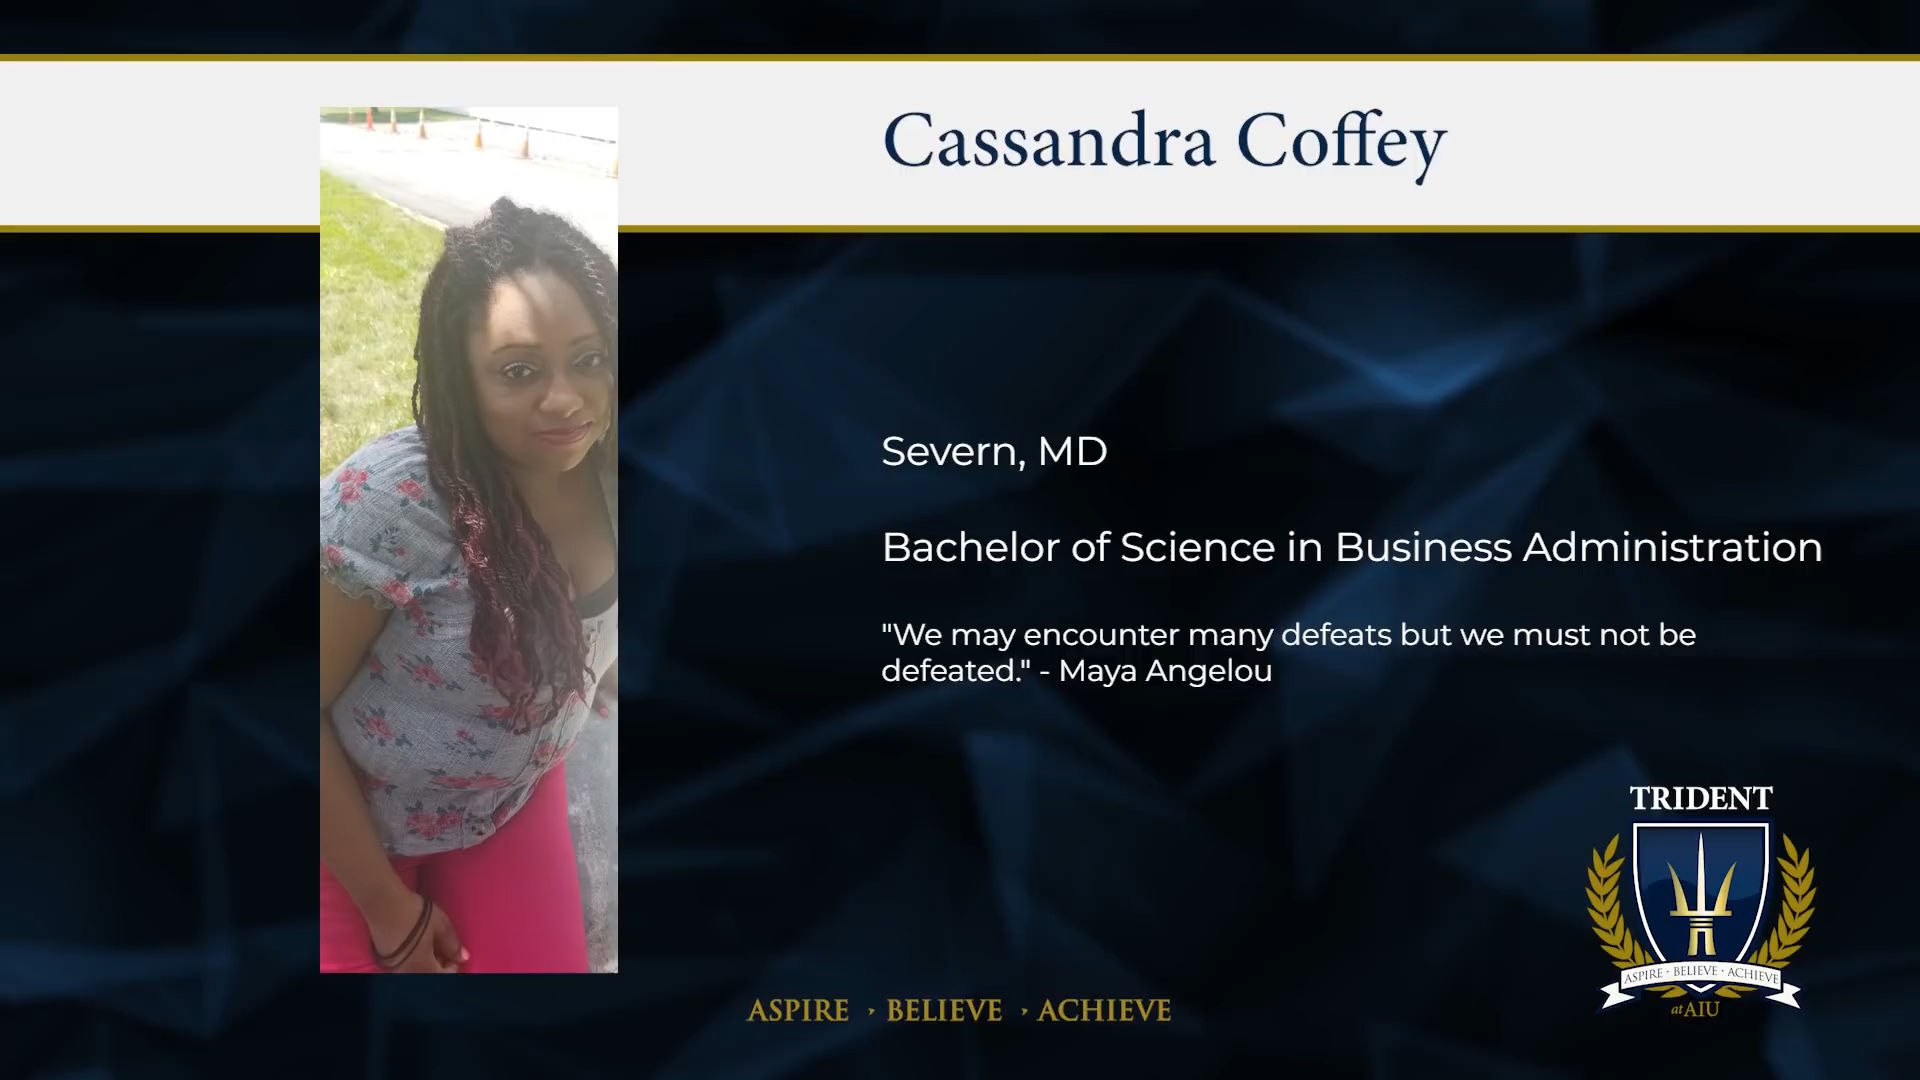 Cassandra Coffey
Severn, MD
Bachelor of Science in Business Administration
"We may encounter many defeats but we must not be
defeated." - Maya Angelou
TRIDENT
ASPIRE · BELIEVE · ACHIEVE
at AIU
ASPIRE · BELIEVE · ACHIEVE